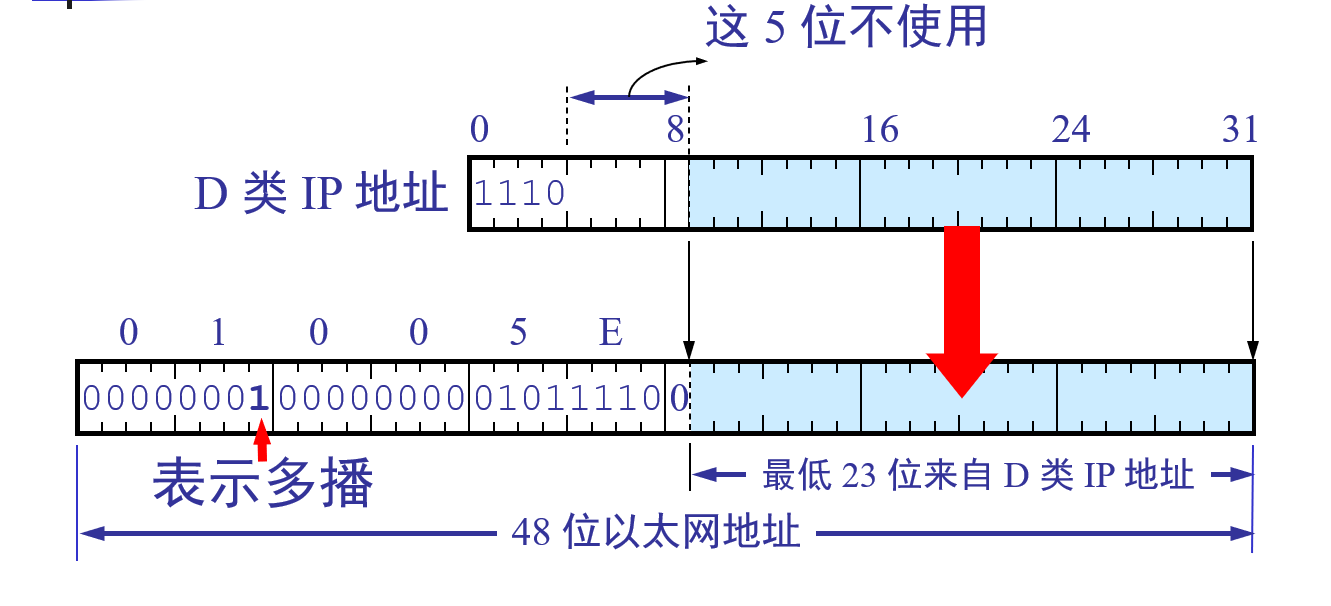 这 5 位不使用
0 8 16 24 31
D 类 IP 地址 1110
0 1 0 0 5 E
00000001 00000000 01011110 0
表示多播
最低 23 位来自 D 类 IP 地址
48 位以太网地址